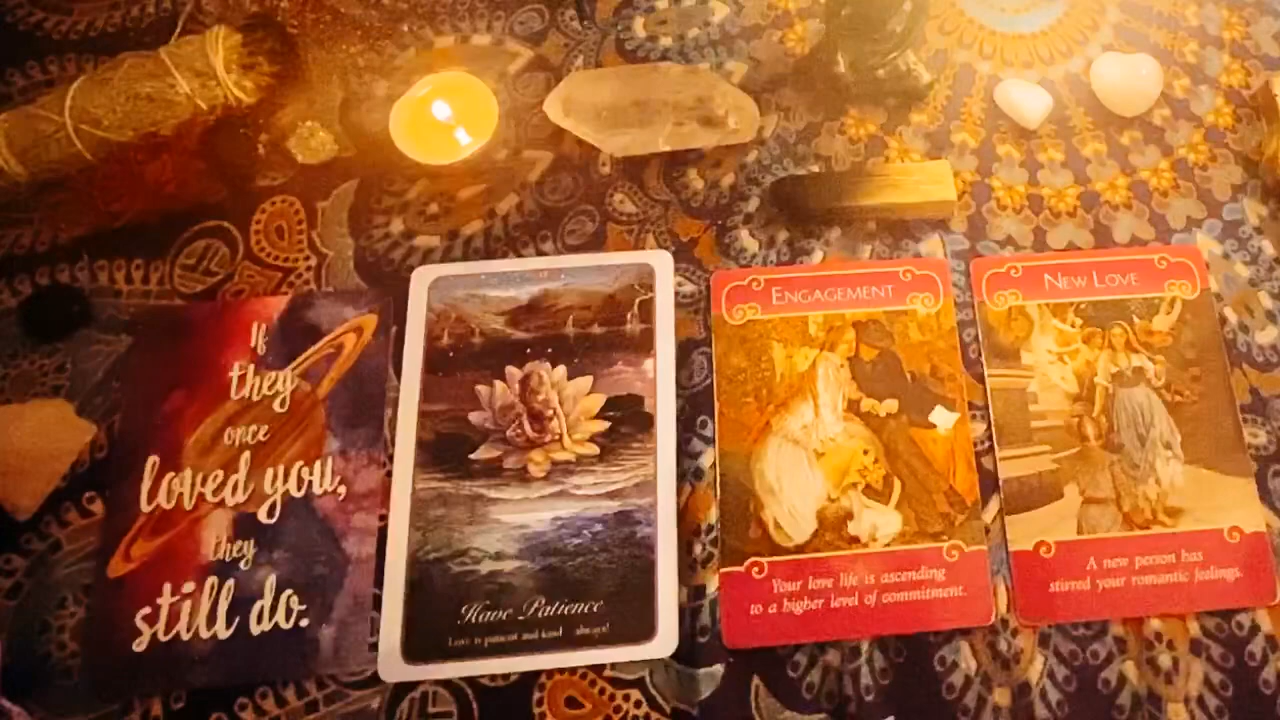 If
they
once
loved you,
they
still do.
Have Patience
Love is patient and kind always!
ENGAGEMENT
Your love life is ascending
to a higher level of commitment.
NEW LOVE
A new person has
stirred your romantic feelings.